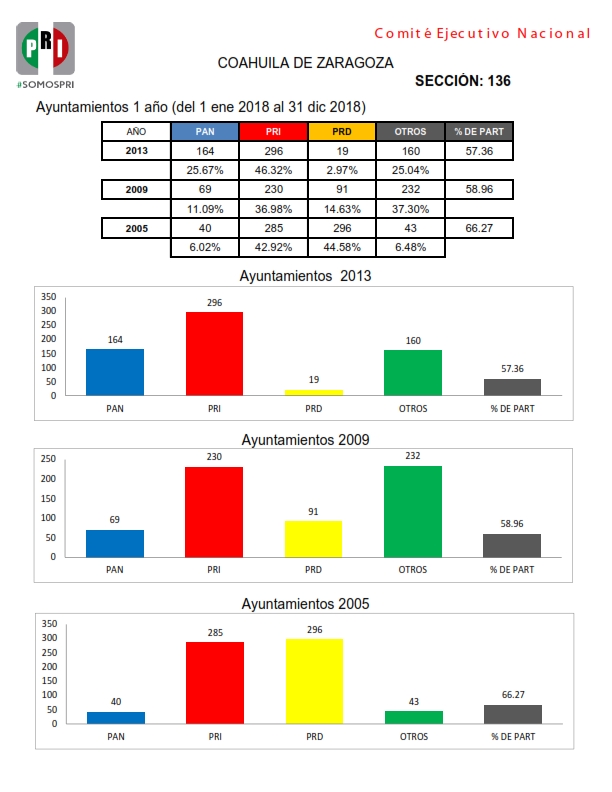 Comité Ejecutivo Nacional
PRI
#SOMOSPRI
COAHUILA DE ZARAGOZA
SECCIÓN: 136
Ayuntamientos 1 año (del 1 ene 2018 al 31 dic 2018)
AÑO PAN PRI PRD OTROS % DE PART
2013 164 296 19 160 57.36
25.67% 46.32% 2.97% 25.04%
2009 69 230 91 232 58.96
11.09% 36.98% 14.63% 37.30%
2005 40 285 296 43 66.27
6.02% 42.92% 44.58% 6.48%
Ayuntamientos 2013
350
300
250
200
150
100
50
0
164 296 19 160 57.36
PAN PRI PRD OTROS % DE PART
Ayuntamientos 2009
250
200
150
100
50
0
69 230 91 232 58.96
PAN PRI PRD OTROS % DE PART
Ayuntamientos 2005
350
300
250
200
150
100
50
0
40 285 296 43 66.27
PAN PRI PRD OTROS % DE PART